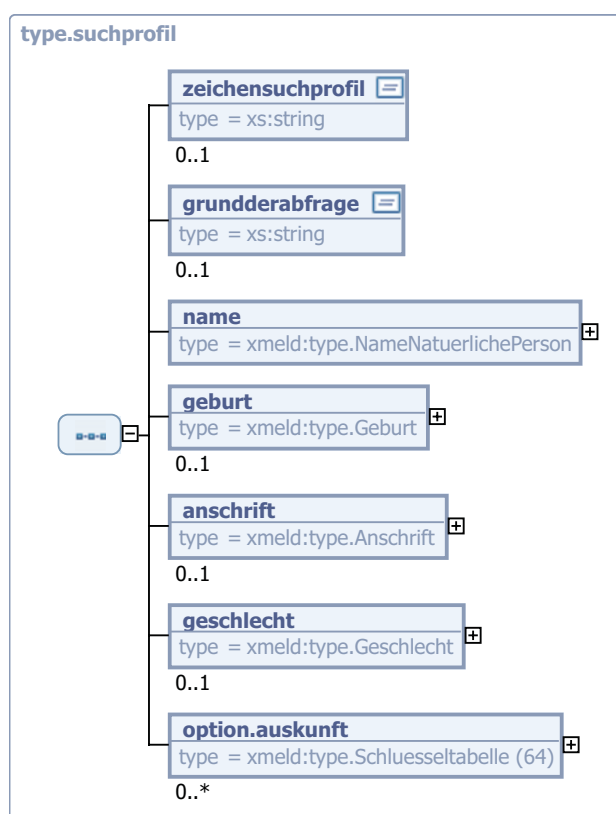 type.suchprofil
zeichensuchprofil
type = xs:string
0..1
grundderabfrage
type = xs:string
0..1
name
type = xmeld:type.NameNatuerlichePerson
geburt
type = xmeld:type.Geburt
0..1
anschrift
type = xmeld:type.Anschrift
0..1
geschlecht
type = xmeld:type.Geschlecht
0..1
option.auskunft
type = xmeld:type.Schluesseltabelle (64)
0..*